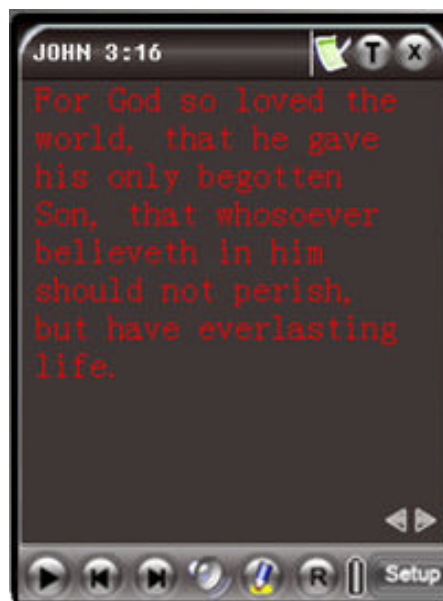 JOHN 3:16
T
X
For God so loved the
world, that he gave
his only begotten
Son, that whosoever
believeth in him
should not perish,
but have everlasting
life.
R
Setup